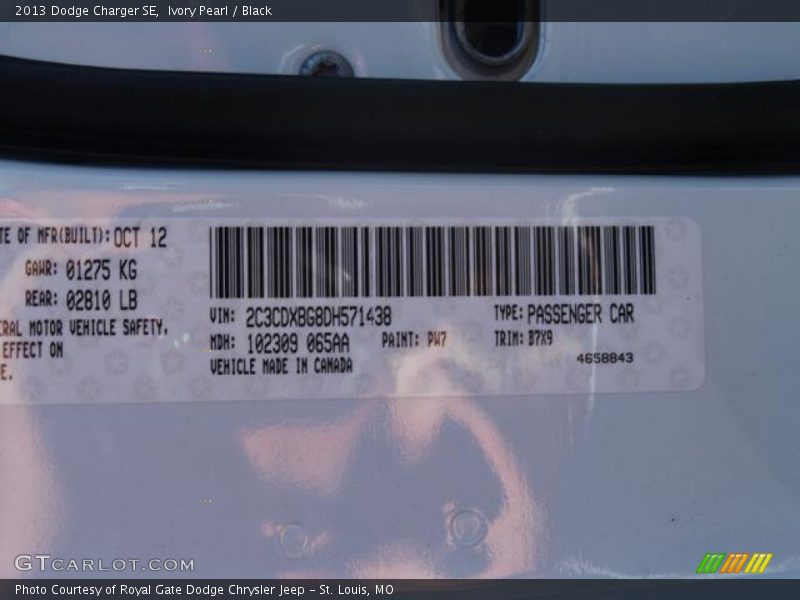 2013 Dodge Charger SE, Ivory Pearl / Black
TE OF MFR(BUILT): OCT 12
GAWR: 01275 KG
REAR: 02810 LB
ERAL MOTOR VEHICLE SAFETY,
EFFECT ON
E.
VIN: 2C3CDXBG8DH571438
TYPE: PASSENGER CAR
MDH: 102309 065AA
PAINT: PW7
TRIM: B7X9
VEHICLE MADE IN CANADA
4658843
GTCARLOT.COM
Photo Courtesy of Royal Gate Dodge Chrysler Jeep - St. Louis, MO